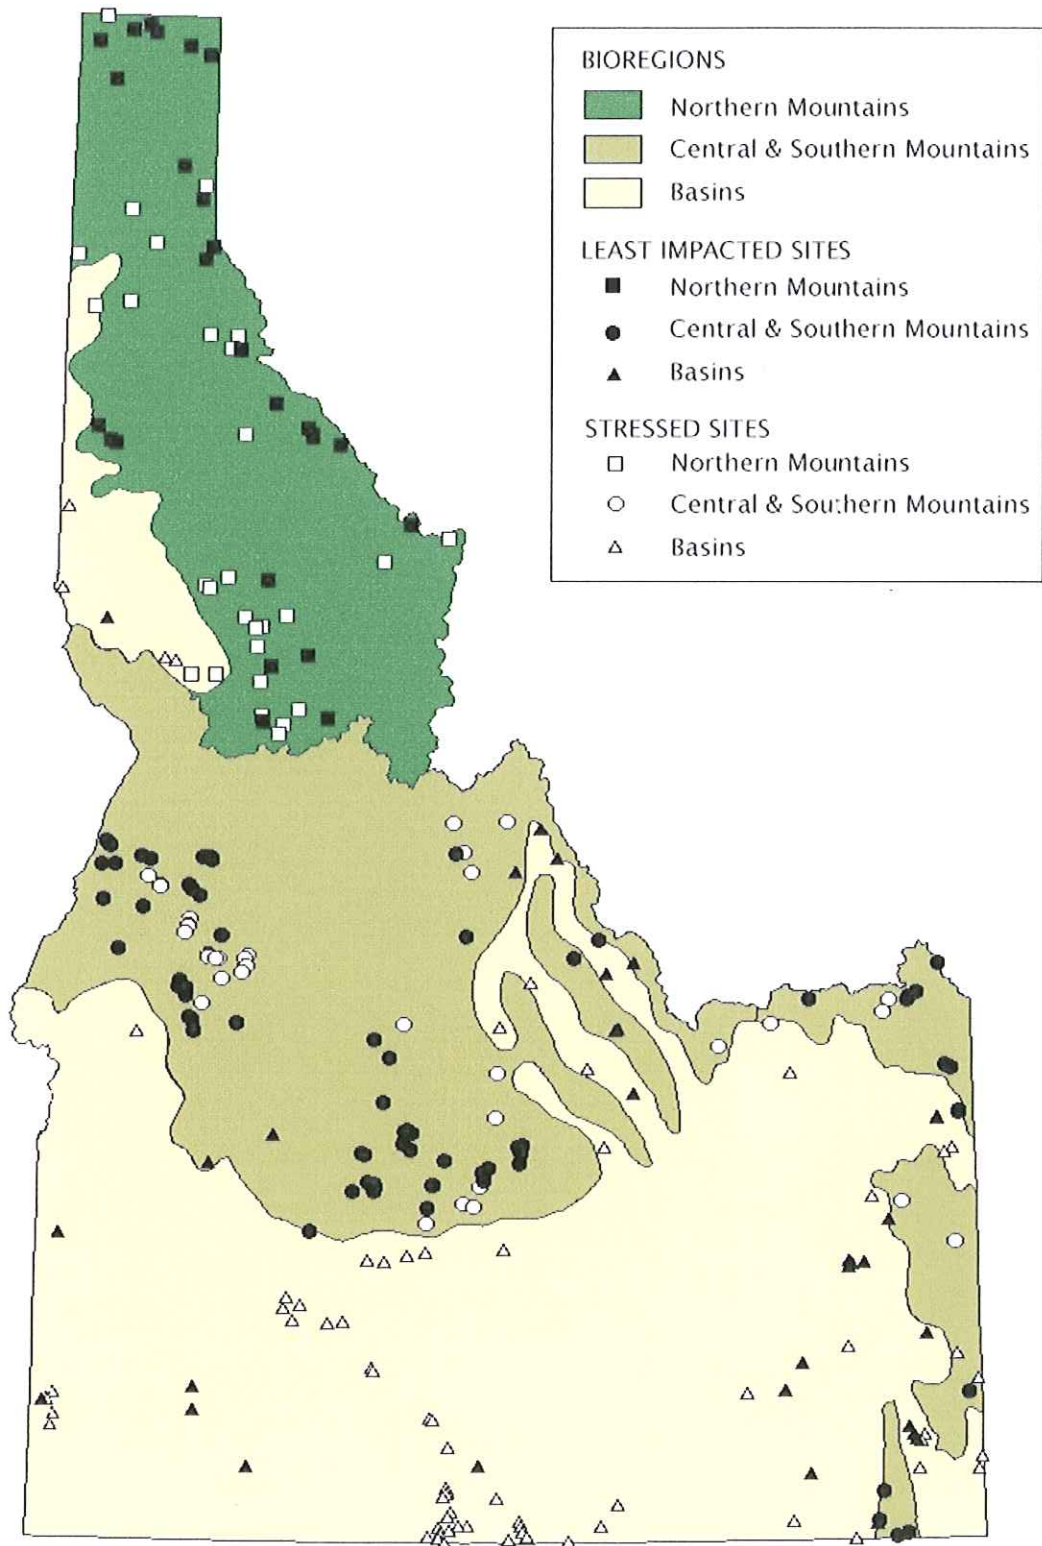 BIOREGIONS
Northern Mountains
Central & Southern Mountains
Basins
LEAST IMPACTED SITES
Northern Mountains
Central & Southern Mountains
Basins
STRESSED SITES
Northern Mountains
Central & Southern Mountains
Basins